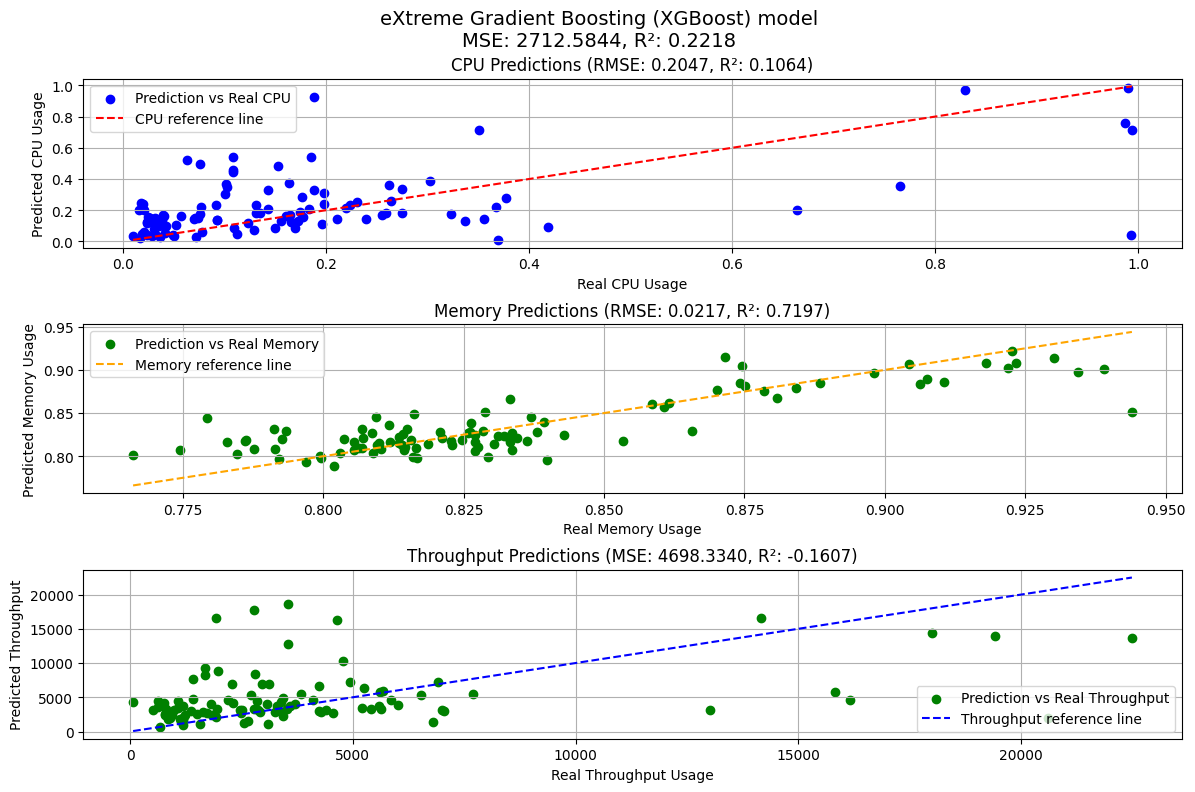 eXtreme Gradient Boosting (XGBoost) model
MSE: 2712.5844, R²: 0.2218
CPU Predictions (RMSE: 0.2047, R²: 0.1064)
Predicted CPU Usage
1.0
0.8
0.6
0.4
0.2
0.0
Prediction vs Real CPU
CPU reference line
0.0 0.2 0.4 0.6 0.8 1.0
Real CPU Usage
Memory Predictions (RMSE: 0.0217, R²: 0.7197)
Predicted Memory Usage
0.95
0.90
0.85
0.80
Prediction vs Real Memory
Memory reference line
0.775 0.800 0.825 0.850 0.875 0.900 0.925 0.950
Real Memory Usage
Throughput Predictions (MSE: 4698.3340, R²: -0.1607)
Predicted Throughput
20000
15000
10000
5000
0
Prediction vs Real Throughput
Throughput reference line
0 5000 10000 15000 20000
Real Throughput Usage